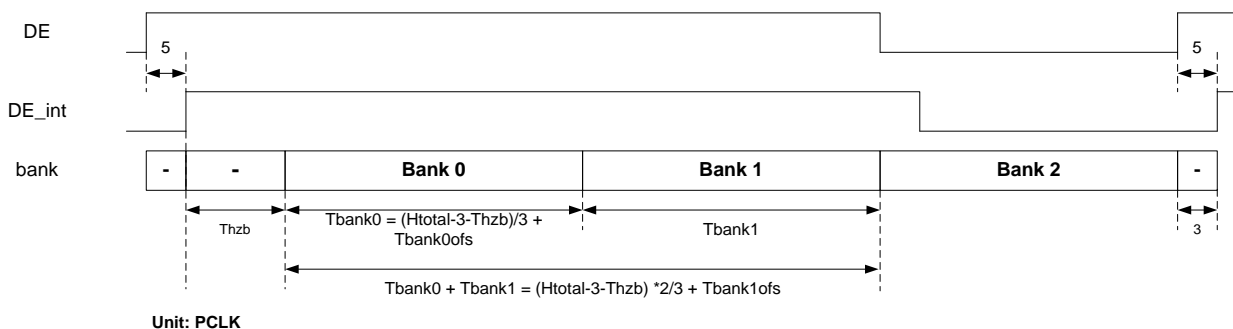 DE
5
5
DE_int
bank
-
-
Bank 0
Bank 1
Bank 2
-
Thzb
Tbank0 = (Htotal-3-Thzb)/3 +
Tbank0ofs
Tbank1
3
Tbank0 + Tbank1 = (Htotal-3-Thzb) *2/3 + Tbank1ofs
Unit: PCLK